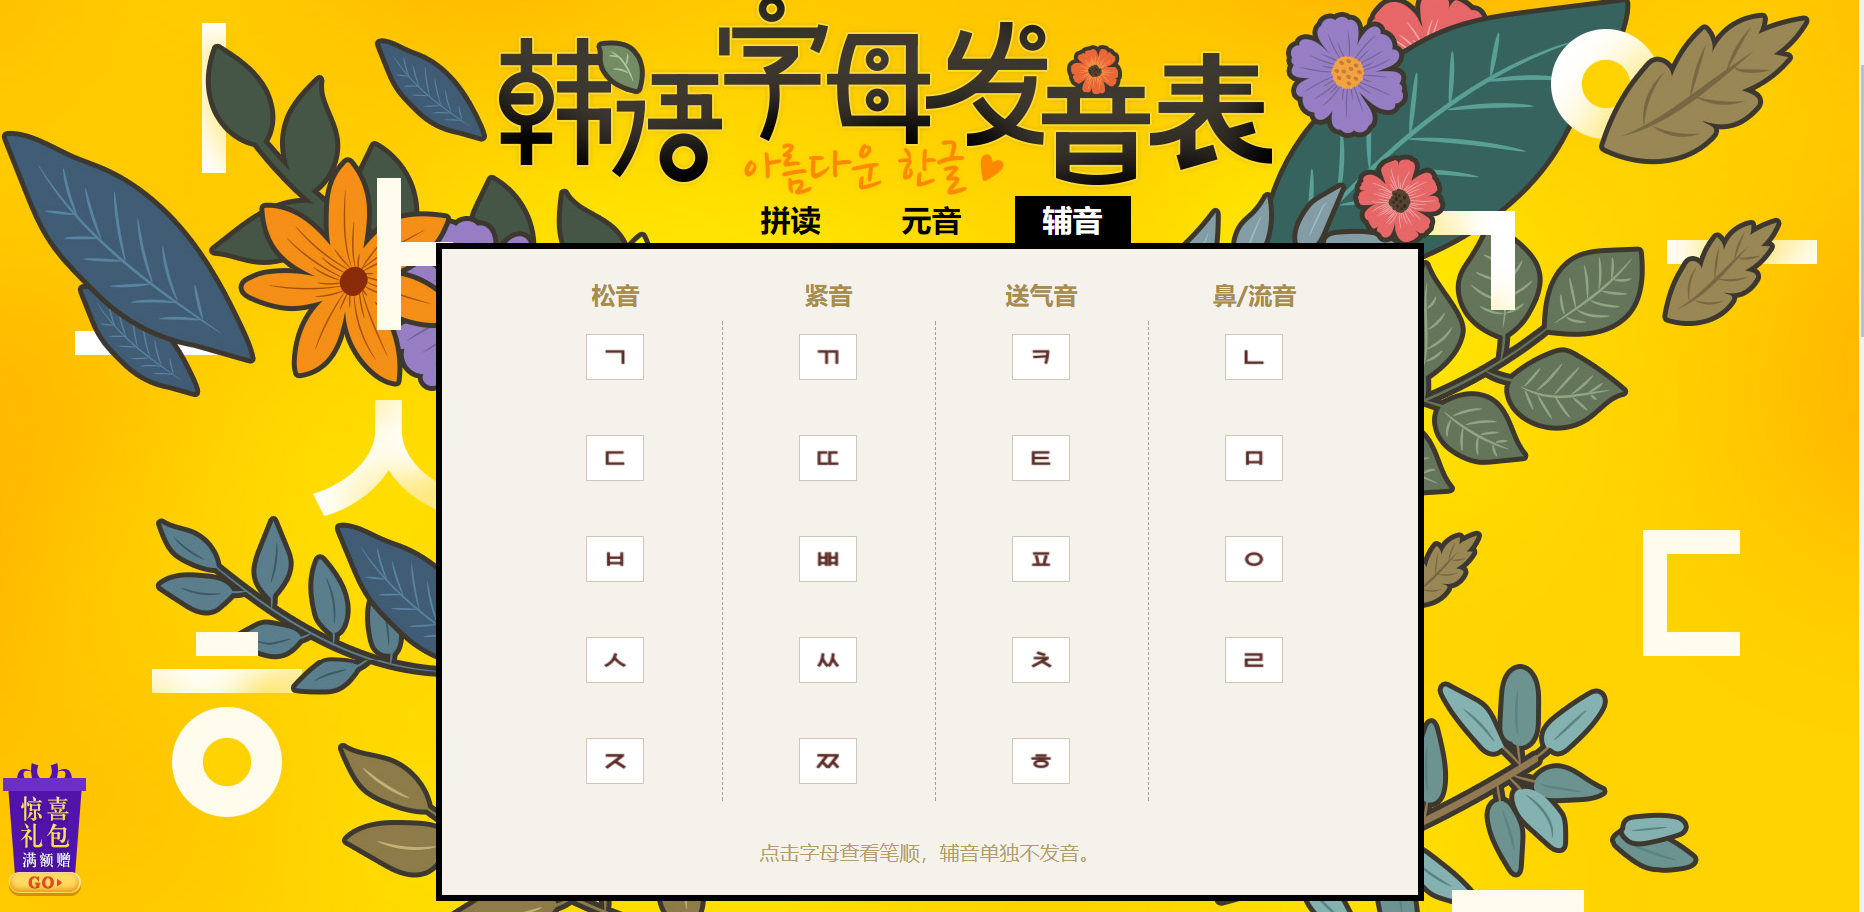 韩语字母发音表
아름다운 한글
拼读 元音 辅音
松音 紧音 送气音 鼻/流音
ㄱ ㄲ ㅋ ㄴ
ㄷ ㄸ ㅌ ㅁ
ㅂ ㅃ ㅍ ㅇ
ㅅ ㅆ ㅊ ㄹ
ㅈ ㅉ ㅎ
点击字母查看笔顺，辅音单独不发音。
惊喜
礼包
满额赠
GO